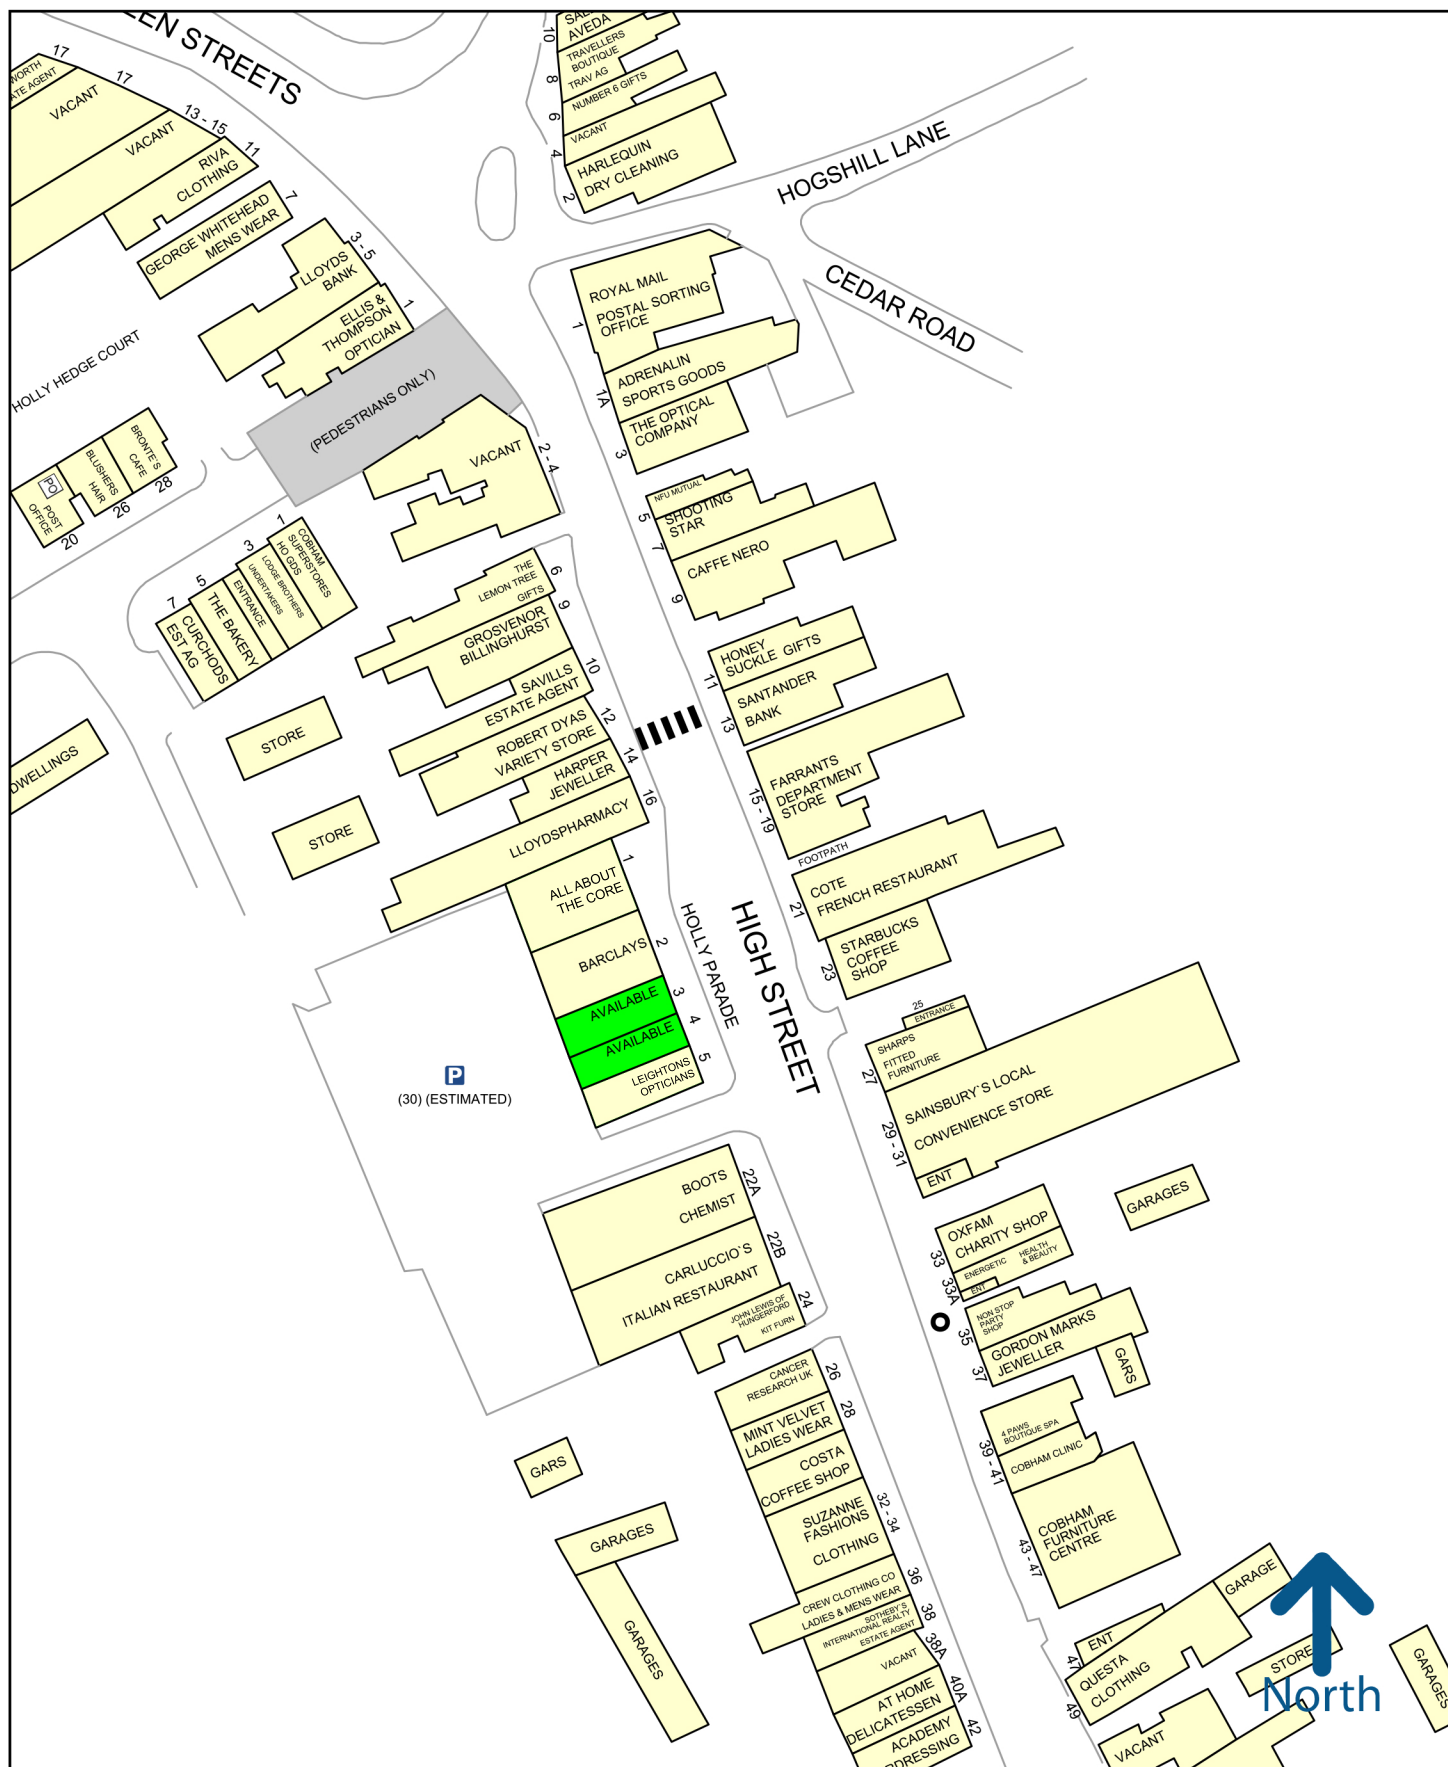 EEN STREETS
17
WORTH
ATE AGENT
17
VACANT
13 - 15
VACANT
11
RIVA
CLOTHING
7
GEORGE WHITEHEAD
MENS WEAR
3 - 5
LLOYDS
BANK
1
ELLIS &
THOMPSON
OPTICIAN
HOLLY HEDGE COURT
(PEDESTRIANS ONLY)
10
AVEDA
TRAVELLERS
BOUTIQUE
TRAV AG
8
NUMBER 6 GIFTS
6
VACANT
4
HARLEQUIN
DRY CLEANING
2
HOGSHILL LANE
CEDAR ROAD
ROYAL MAIL
POSTAL SORTING
OFFICE
1
ADRENALIN
SPORTS GOODS
1A
THE OPTICAL
COMPANY
3
NFU MUTUAL
5
SHOOTING
STAR
7
CAFFE NERO
9
HONEY
SUCKLE GIFTS
11
SANTANDER
BANK
13
FARRANTS
DEPARTMENT
STORE
15 - 19
FOOTPATH
COTE
FRENCH RESTAURANT
21
STARBUCKS
COFFEE
SHOP
23
25
ENTRANCE
SHARPS
FITTED
FURNITURE
27
SAINSBURY`S LOCAL
CONVENIENCE STORE
29 - 31
ENT
OXFAM
CHARITY SHOP
33
ENERGETIC
HEALTH
& BEAUTY
33A
ENT
GARAGES
NON STOP
PARTY
SHOP
35
GORDON MARKS
JEWELLER
37
GARS
4 PAWS
BOUTIQUE SPA
COBHAM CLINIC
39 - 41
COBHAM
FURNITURE
CENTRE
43 - 47
ENT
47
QUESTA
CLOTHING
49
GARAGE
STORE
VACANT
GARAGES
North
BRONTE`S
CAFE
28
BLUSHERS
HAIR
26
PO
POST
OFFICE
20
VACANT
2 - 4
1
COBHAM
SUPERSTORES
HO GDS
3
LODGE BROTHERS
UNDERTAKERS
ENTRANCE
5
THE BAKERY
7
CURCHODS
EST AG
DWELLINGS
STORE
STORE
THE
LEMON TREE
GIFTS
6
GROSVENOR
BILLINGHURST
9
SAVILLS
ESTATE AGENT
10
ROBERT DYAS
VARIETY STORE
12
HARPER
JEWELLER
14
LLOYDSPHARMACY
16
ALL ABOUT
THE CORE
1
BARCLAYS
2
AVAILABLE
3
AVAILABLE
4
LEIGHTONS
OPTICIANS
5
HOLLY PARADE
HIGH STREET
P
(30) (ESTIMATED)
BOOTS
CHEMIST
22A
CARLUCCIO`S
ITALIAN RESTAURANT
22B
JOHN LEWIS OF
HUNGERFORD
KIT FURN
24
CANCER
RESEARCH UK
26
MINT VELVET
LADIES WEAR
28
COSTA
COFFEE SHOP
SUZANNE
FASHIONS
CLOTHING
32 - 34
CREW CLOTHING CO
LADIES & MENS WEAR
36
SOTHEBY`S
INTERNATIONAL REALTY
ESTATE AGENT
38
VACANT
38A
AT HOME
DELICATESSEN
40A
ACADEMY
RDRESSING
42
GARS
GARAGES
GARAGES